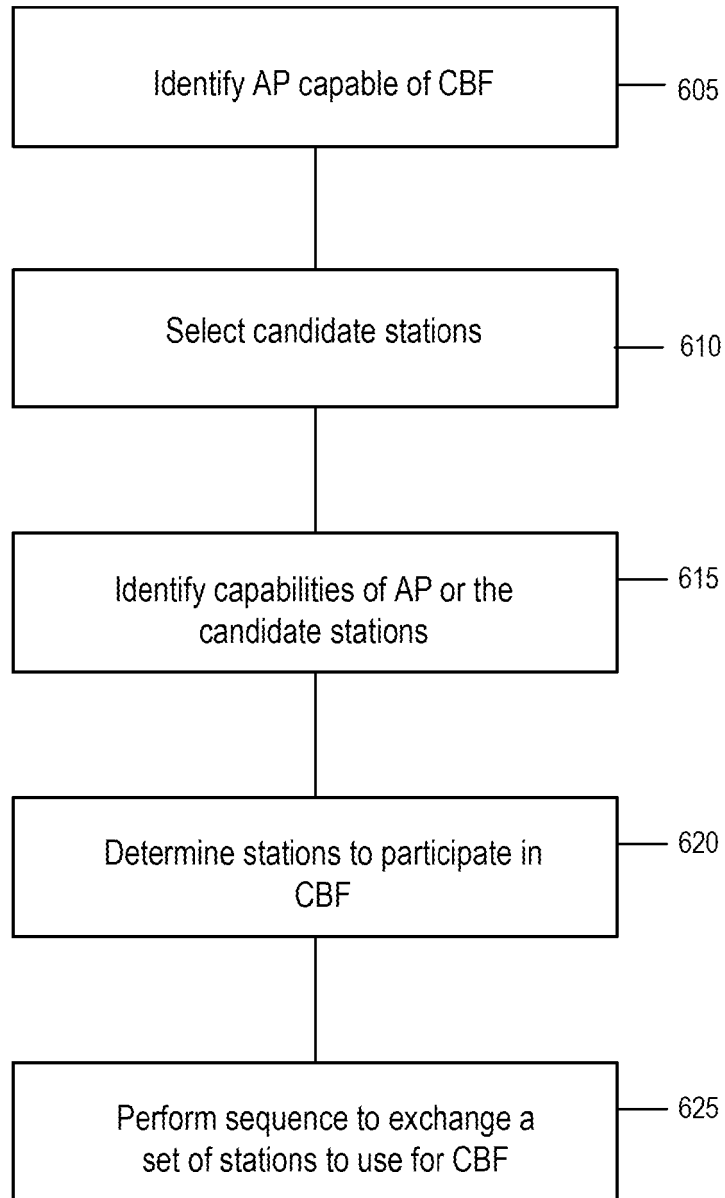 Identify AP capable of CBF
605
Select candidate stations
610
Identify capabilities of AP or the
candidate stations
615
Determine stations to participate in
CBF
620
Perform sequence to exchange a
set of stations to use for CBF
625